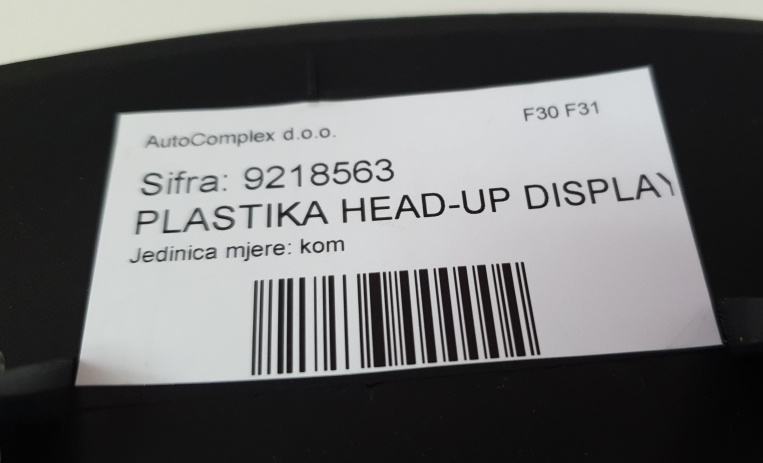 AutoComplex d.o.o.
F30 F31
Sifra: 9218563
PLASTIKA HEAD-UP DISPLAY
Jedinica mjere: kom